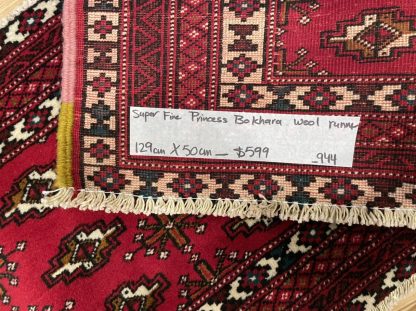 Super Fine Princess Bokhara wool runner
129cm X 50cm — $599 944